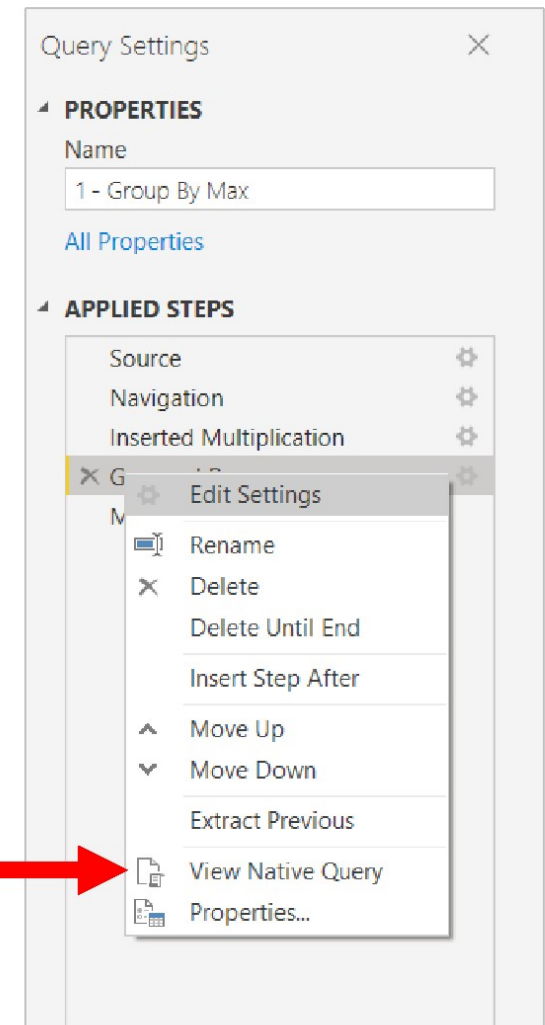 Query Settings
PROPERTIES
Name
1 - Group By Max
All Properties
APPLIED STEPS
Source
Navigation
Inserted Multiplication
Edit Settings
Rename
Delete
Delete Until End
Insert Step After
Move Up
Move Down
Extract Previous
View Native Query
Properties...